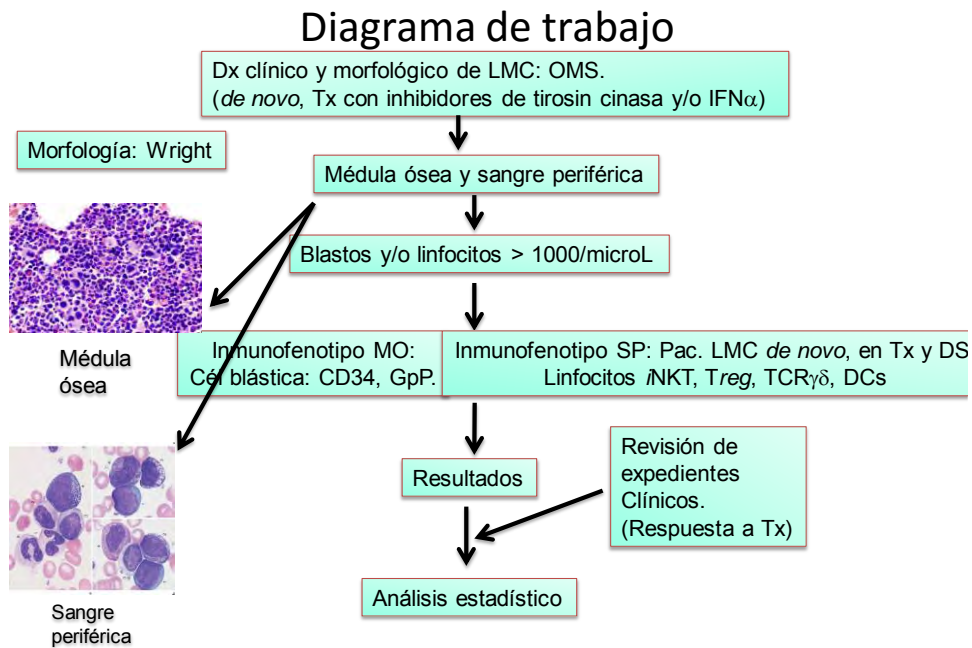 Diagrama de trabajo
Dx clínico y morfológico de LMC: OMS.
(de novo, Tx con inhibidores de tirosin cinasa y/o IFNα)
Morfología: Wright
Médula ósea y sangre periférica
Blastos y/o linfocitos > 1000/microL
Médula
ósea
Inmunofenotipo MO:
Cél blástica: CD34, GpP.
Inmunofenotipo SP: Pac. LMC de novo, en Tx y DS
Linfocitos iNKT, Treg, TCRγδ, DCs
Resultados
Revisión de
expedientes
Clínicos.
(Respuesta a Tx)
Análisis estadístico
Sangre
periférica